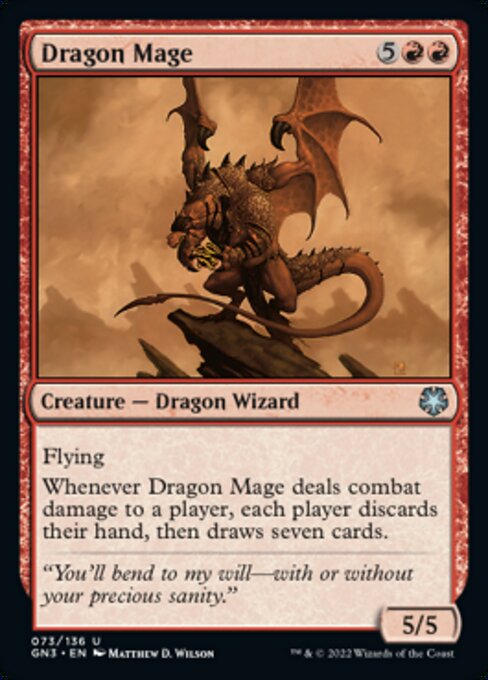 Dragon Mage 5
Creature — Dragon Wizard
Flying
Whenever Dragon Mage deals combat
damage to a player, each player discards
their hand, then draws seven cards.
“You’ll bend to my will—with or without
your precious sanity.”
5/5
073/136 U
GN3 • EN Matthew D. Wilson ™ & © 2022 Wizards of the Coast